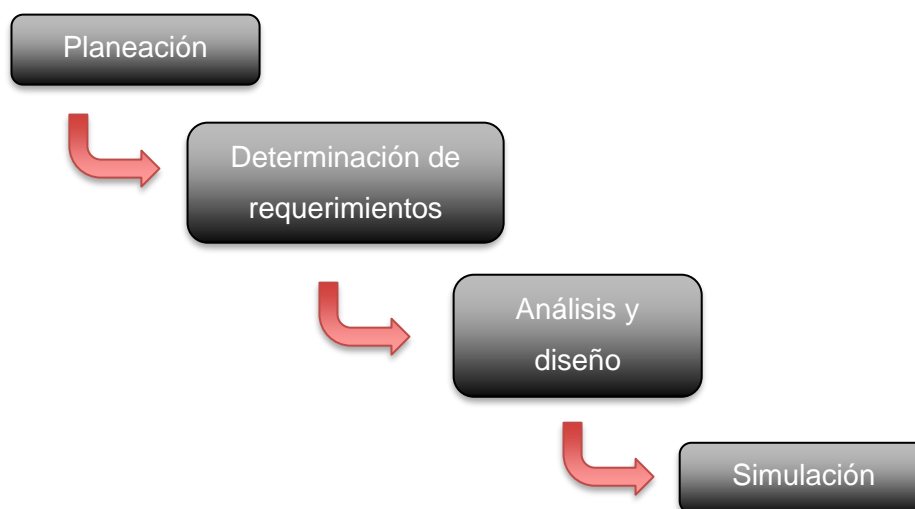 Planeación
Determinación de
requerimientos
Análisis y
diseño
Simulación